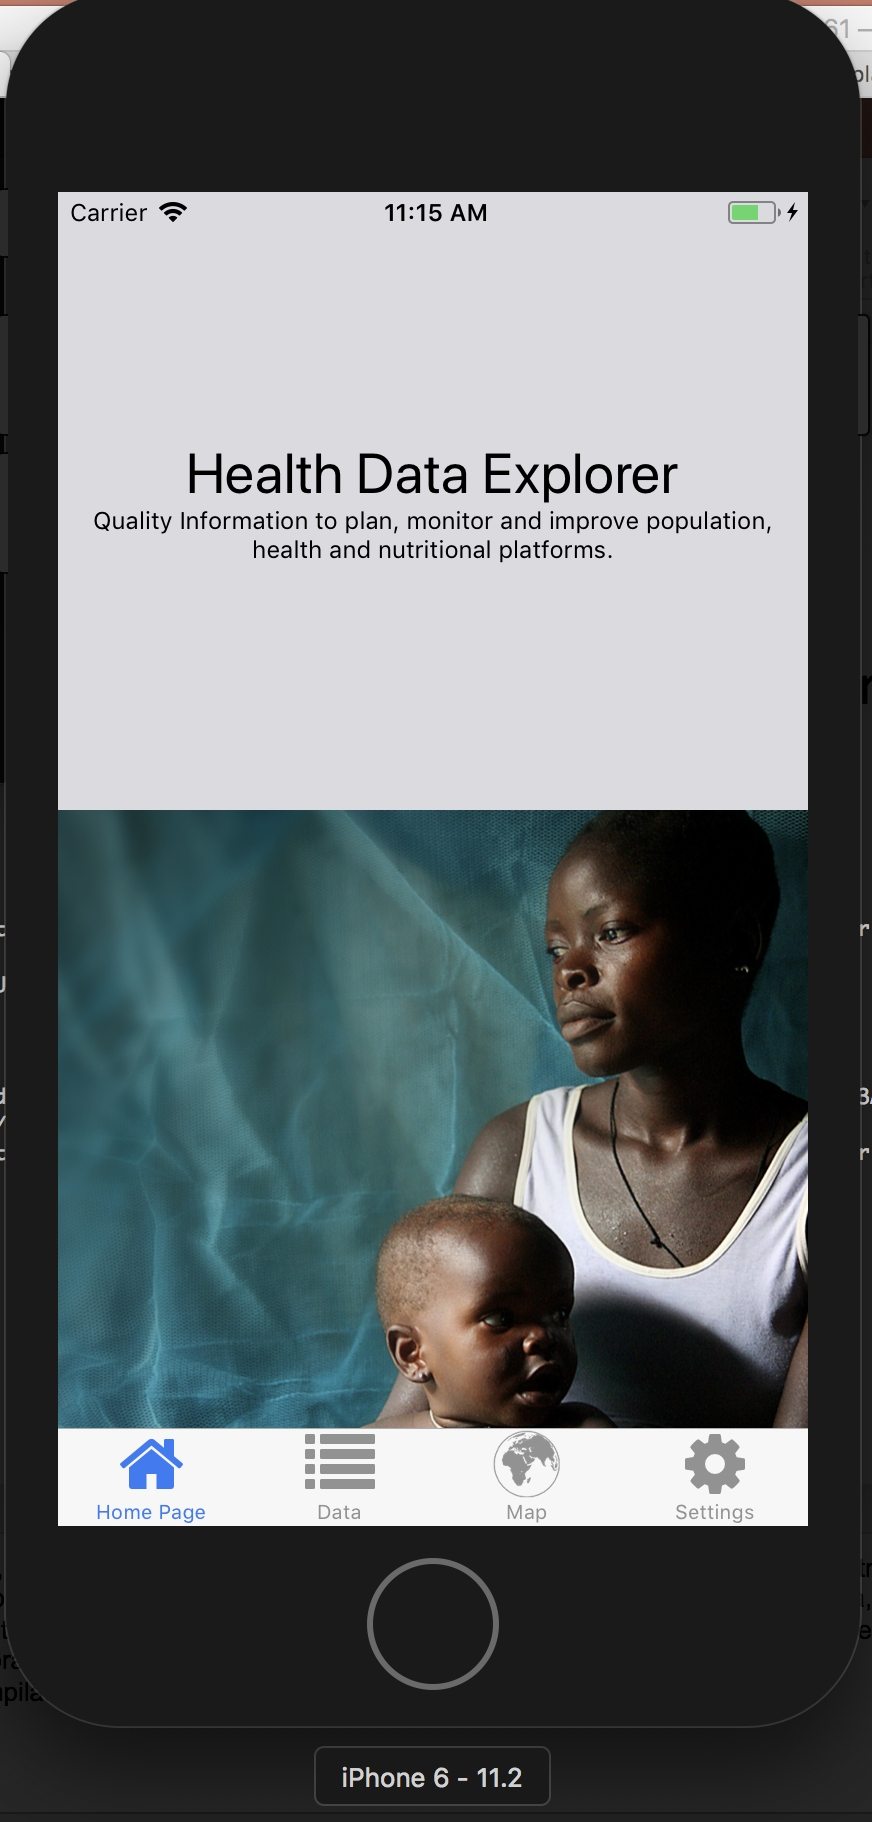 61 –
Carrier 11:15 AM
Health Data Explorer
Quality Information to plan, monitor and improve population,
health and nutritional platforms.
Home Page Data Map Settings
iPhone 6 - 11.2